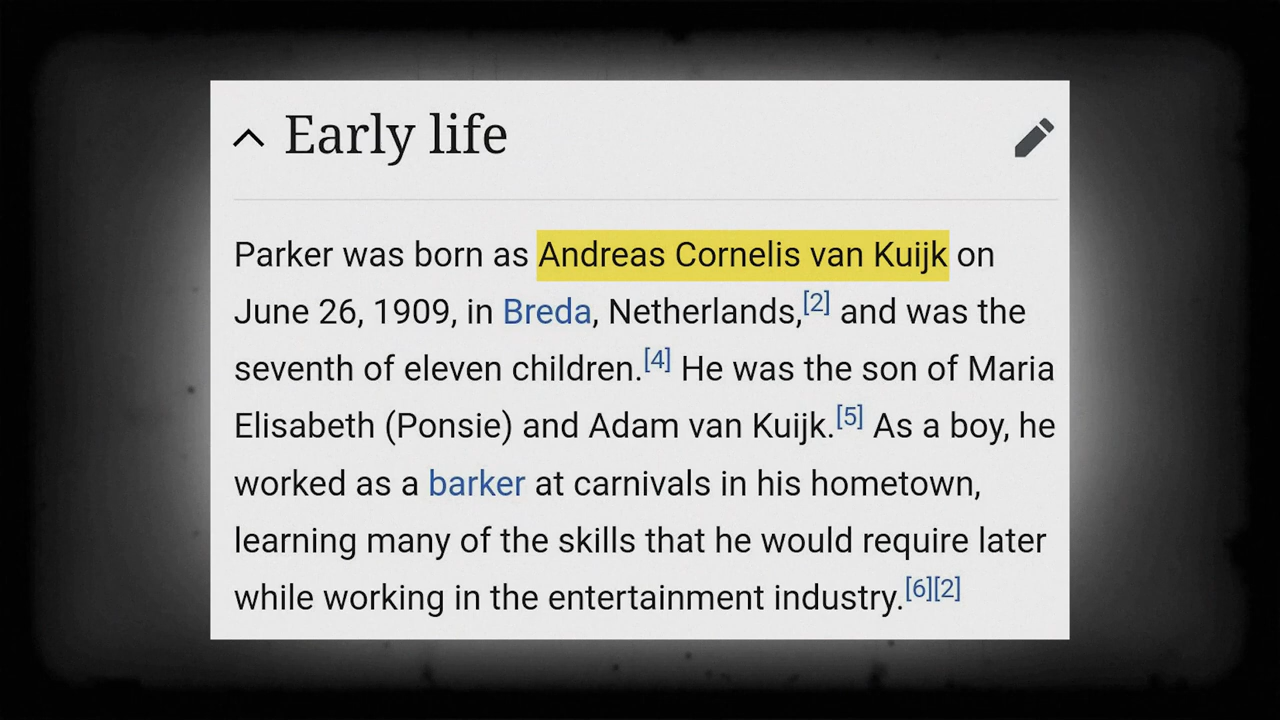 Early life
Parker was born as Andreas Cornelis van Kuijk on
June 26, 1909, in Breda, Netherlands,[2] and was the
seventh of eleven children.[4] He was the son of Maria
Elisabeth (Ponsie) and Adam van Kuijk.[5] As a boy, he
worked as a barker at carnivals in his hometown,
learning many of the skills that he would require later
while working in the entertainment industry.[6][2]